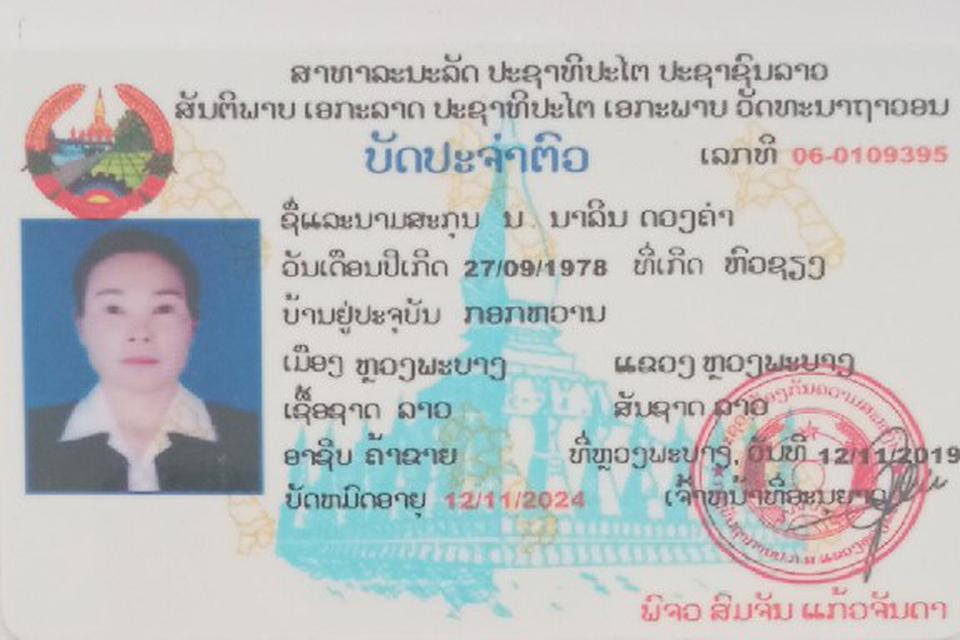 ສາທາລະນະລັດ ປະຊາທິປະໄຕ ປະຊາຊົນລາວ
ສັນຕິພາບ ເອກະລາດ ປະຊາທິປະໄຕ ເອກະພາບ ວັດທະນາຖາວອນ
ບັດປະຈຳຕົວ ເລກທີ 06-0109395
ຊື່ແລະນາມສະກຸນ ນ ນາລິນ ດວງຄຳ
ວັນເດືອນປີເກີດ 27/09/1978 ທີ່ເກີດ ຫົວຊຽງ
ບ້ານຢູ່ປະຈຸບັນ ກອກຫວານ
ເມືອງ ຫຼວງພະບາງ ແຂວງ ຫຼວງພະບາງ
ເຊື້ອຊາດ ລາວ ສັນຊາດ ລາວ
ອາຊີບ ຄ້າຂາຍ ທີ່ຫຼວງພະບາງ, ວັນທີ 12/11/2019
ບັດຫມົດອາຍຸ 12/11/2024 ເຈົ້າຫນ້າທີ່ອະນຸຍາດ
ພົຈວ ສົມຈັນ ແກ້ວຈັນດາ